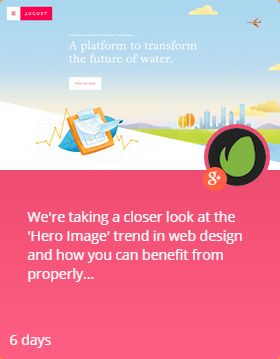 AUGUST
A platform to transform
the future of water.
g+
We're taking a closer look at the
'Hero Image' trend in web design
and how you can benefit from
properly...
6 days